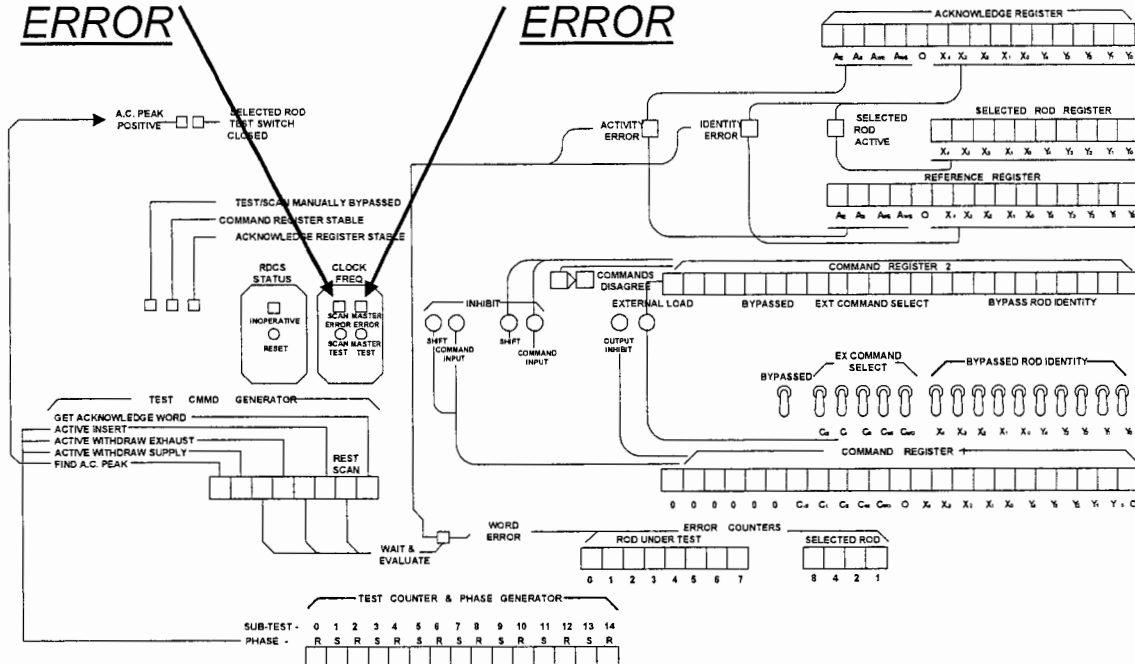 ERROR
ERROR
ACKNOWLEDGE REGISTER
A.C. PEAK
POSITIVE
SELECTED ROD
TEST SWITCH
CLOSED
ACTIVITY
ERROR
IDENTITY
ERROR
SELECTED
ROD
ACTIVE
SELECTED ROD REGISTER
REFERENCE REGISTER
TEST/SCAN MANUALLY BYPASSED
COMMAND REGISTER STABLE
ACKNOWLEDGE REGISTER STABLE
RDCS
STATUS
INOPERATIVE
RESET
CLOCK
FREQ
SCAN MASTER
ERROR ERROR
SCAN MASTER
TEST TEST
INHIBIT
SHIFT
COMMAND
INPUT
SHIFT
COMMAND
INPUT
COMMANDS
DISAGREE
EXTERNAL LOAD
OUTPUT
INHIBIT
COMMAND REGISTER 2
BYPASSED EXT COMMAND SELECT BYPASS ROD IDENTITY
BYPASSED
EX COMMAND
SELECT
BYPASSED ROD IDENTITY
COMMAND REGISTER
0 0 0 0 0 0
TEST CMMD GENERATOR
GET ACKNOWLEDGE WORD
ACTIVE INSERT
ACTIVE WITHDRAW EXHAUST
ACTIVE WITHDRAW SUPPLY
FIND A.C. PEAK
REST
SCAN
WAIT &
EVALUATE
WORD
ERROR
ERROR COUNTERS
ROD UNDER TEST
0 1 2 3 4 5 6 7
SELECTED ROD
8 4 2 1
TEST COUNTER & PHASE GENERATOR
SUB-TEST - 0 1 2 3 4 5 6 7 8 9 10 11 12 13 14
PHASE - R S R S R S R S R S R S R S R